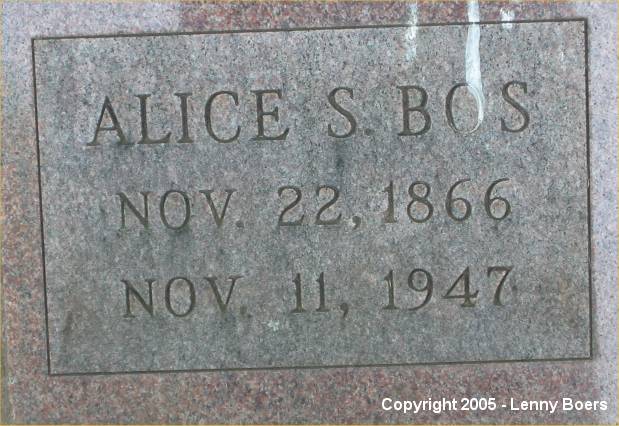 ALICE S. BOS
NOV. 22, 1866
NOV. 11, 1947
Copyright 2005 - Lenny Boers